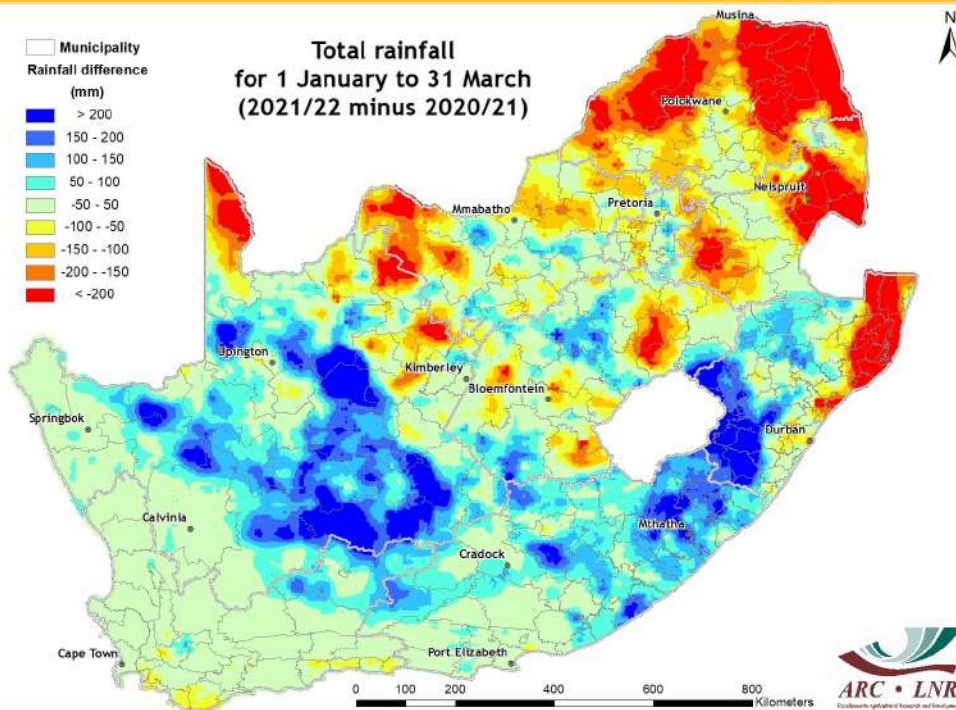 Total rainfall
for 1 January to 31 March
(2021/22 minus 2020/21)
N
Municipality
Rainfall difference
(mm)
> 200
150 - 200
100 - 150
50 - 100
-50 - 50
-100 - -50
-150 - -100
-200 - -150
< -200
Musina
Polokwane
Nelspruit
Mmabatho
Pretoria
Upington
Kimberley
Bloemfontein
Springbok
Durban
Calvinia
Mthatha
Cradock
Cape Town
Port Elizabeth
0 100 200 400 600 800
Kilometers
ARC • LNR